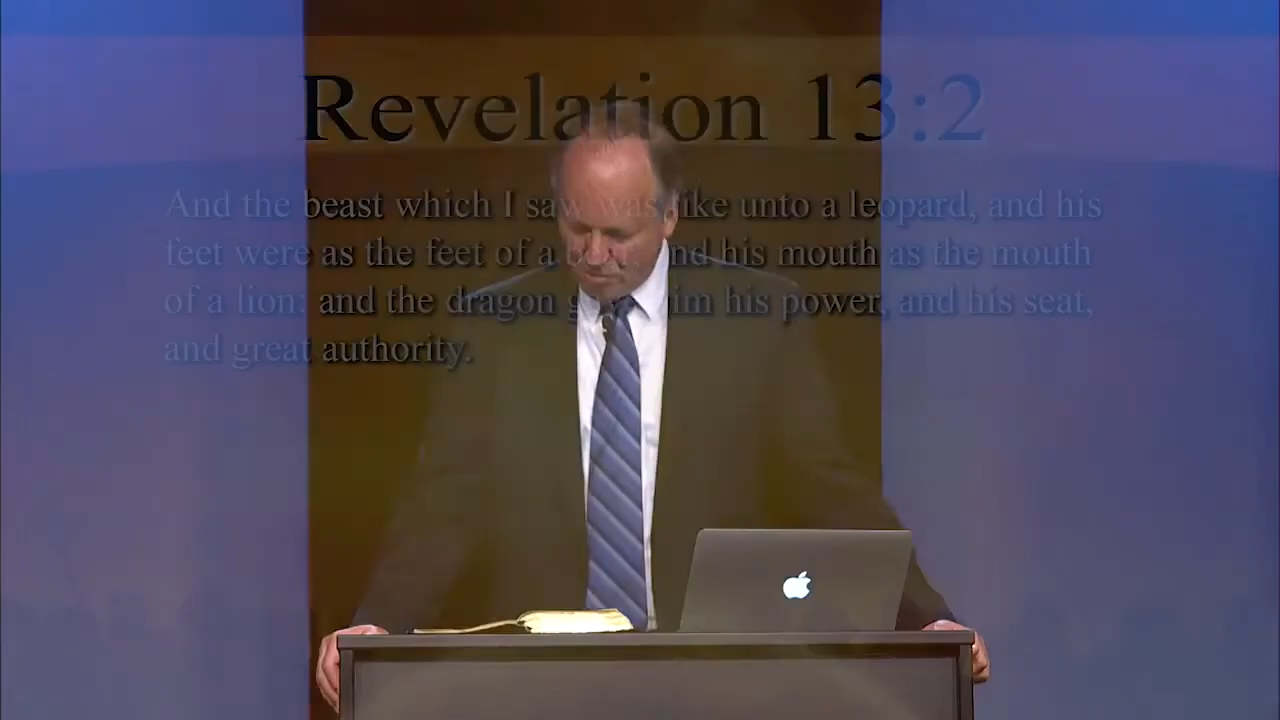 Revelation 13:2
And the beast which I saw was like unto a leopard, and his
feet were as the feet of a and his mouth as the mouth
of a lion: and the dragon him his power, and his seat,
and great authority.